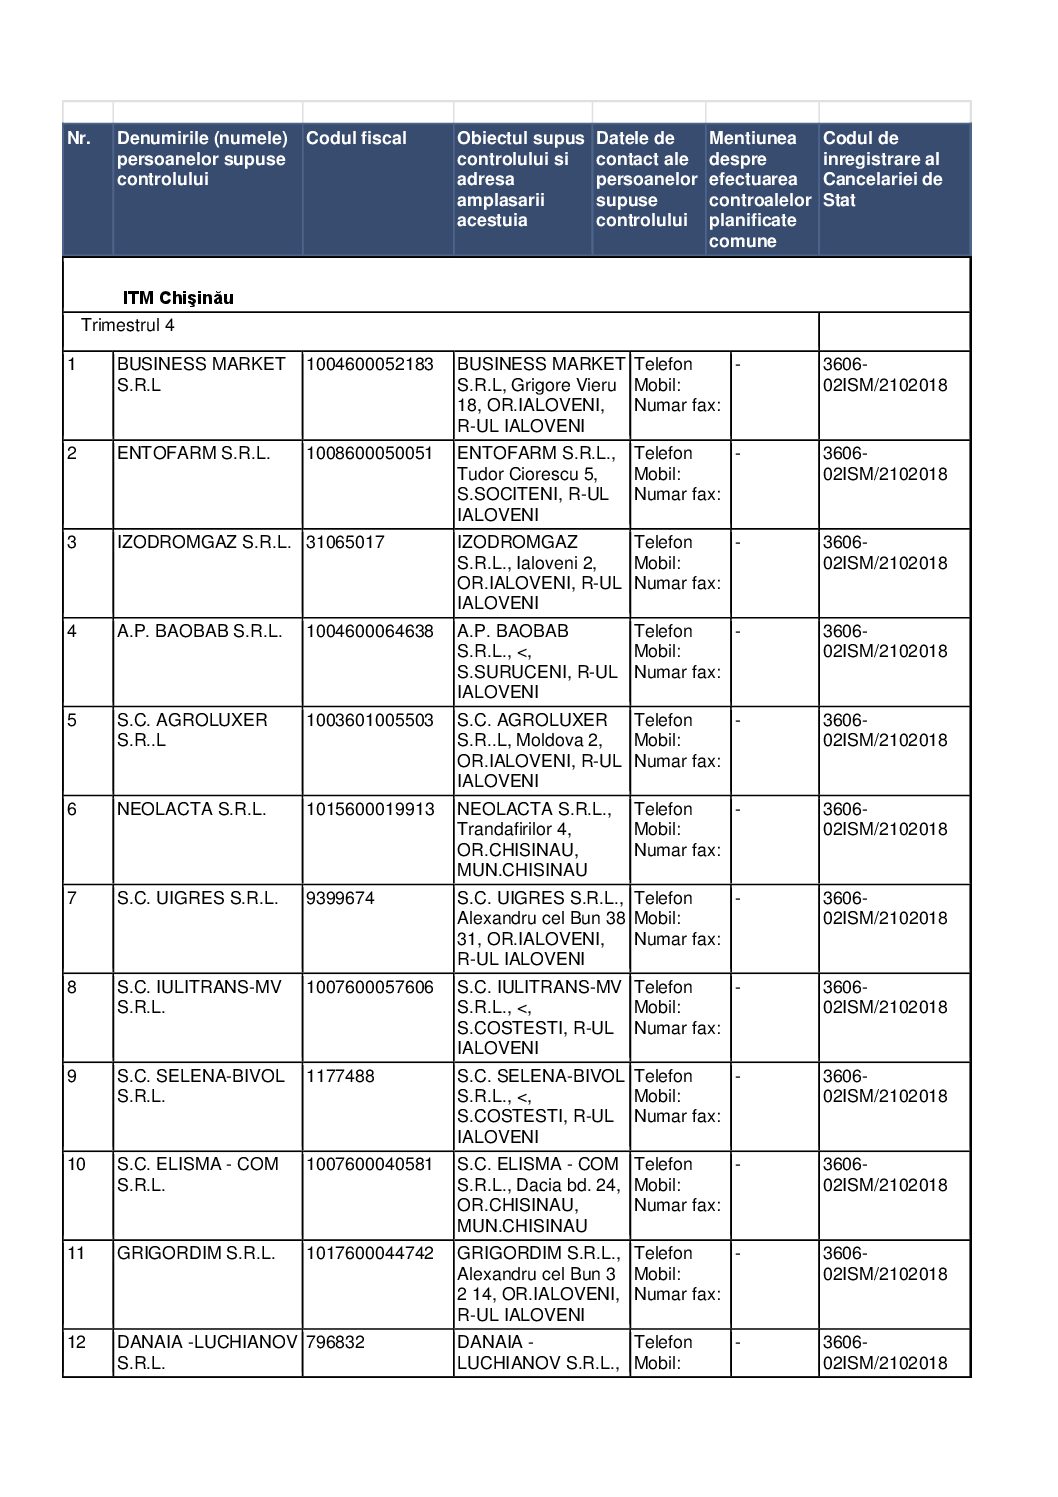 Nr. Denumirile (numele) Codul fiscal Obiectul supus Datele de Mentiunea Codul de
persoanelor supuse controlului si contact ale despre inregistrare al
controlului adresa persoanelor efectuarea Cancelariei de
amplasarii supuse controalelor Stat
acestuia controlului planificate
comune
ITM Chişinău
Trimestrul 4
1 BUSINESS MARKET 1004600052183 BUSINESS MARKET Telefon - 3606-
S.R.L S.R.L, Grigore Vieru Mobil: 02ISM/2102018
18, OR.IALOVENI, Numar fax:
R-UL IALOVENI
2 ENTOFARM S.R.L. 1008600050051 ENTOFARM S.R.L., Telefon - 3606-
Tudor Ciorescu 5, Mobil: 02ISM/2102018
S.SOCITENI, R-UL Numar fax:
IALOVENI
3 IZODROMGAZ S.R.L. 31065017 IZODROMGAZ Telefon - 3606-
S.R.L., Ialoveni 2, Mobil: 02ISM/2102018
OR.IALOVENI, R-UL Numar fax:
IALOVENI
4 A.P. BAOBAB S.R.L. 1004600064638 A.P. BAOBAB Telefon - 3606-
S.R.L., <, Mobil: 02ISM/2102018
S.SURUCENI, R-UL Numar fax:
IALOVENI
5 S.C. AGROLUXER 1003601005503 S.C. AGROLUXER Telefon - 3606-
S.R..L S.R..L, Moldova 2, Mobil: 02ISM/2102018
OR.IALOVENI, R-UL Numar fax:
IALOVENI
6 NEOLACTA S.R.L. 1015600019913 NEOLACTA S.R.L., Telefon - 3606-
Trandafirilor 4, Mobil: 02ISM/2102018
OR.CHISINAU, Numar fax:
MUN.CHISINAU
7 S.C. UIGRES S.R.L. 9399674 S.C. UIGRES S.R.L., Telefon - 3606-
Alexandru cel Bun 38 Mobil: 02ISM/2102018
31, OR.IALOVENI, Numar fax:
R-UL IALOVENI
8 S.C. IULITRANS-MV 1007600057606 S.C. IULITRANS-MV Telefon - 3606-
S.R.L. S.R.L., <, Mobil: 02ISM/2102018
S.COSTESTI, R-UL Numar fax:
IALOVENI
9 S.C. SELENA-BIVOL 1177488 S.C. SELENA-BIVOL Telefon - 3606-
S.R.L. S.R.L., <, Mobil: 02ISM/2102018
S.COSTESTI, R-UL Numar fax:
IALOVENI
10 S.C. ELISMA - COM 1007600040581 S.C. ELISMA - COM Telefon - 3606-
S.R.L. S.R.L., Dacia bd. 24, Mobil: 02ISM/2102018
OR.CHISINAU, Numar fax:
MUN.CHISINAU
11 GRIGORDIM S.R.L. 1017600044742 GRIGORDIM S.R.L., Telefon - 3606-
Alexandru cel Bun 3 Mobil: 02ISM/2102018
2 14, OR.IALOVENI, Numar fax:
R-UL IALOVENI
12 DANAIA -LUCHIANOV 796832 DANAIA - Telefon - 3606-
S.R.L. LUCHIANOV S.R.L., Mobil: 02ISM/2102018